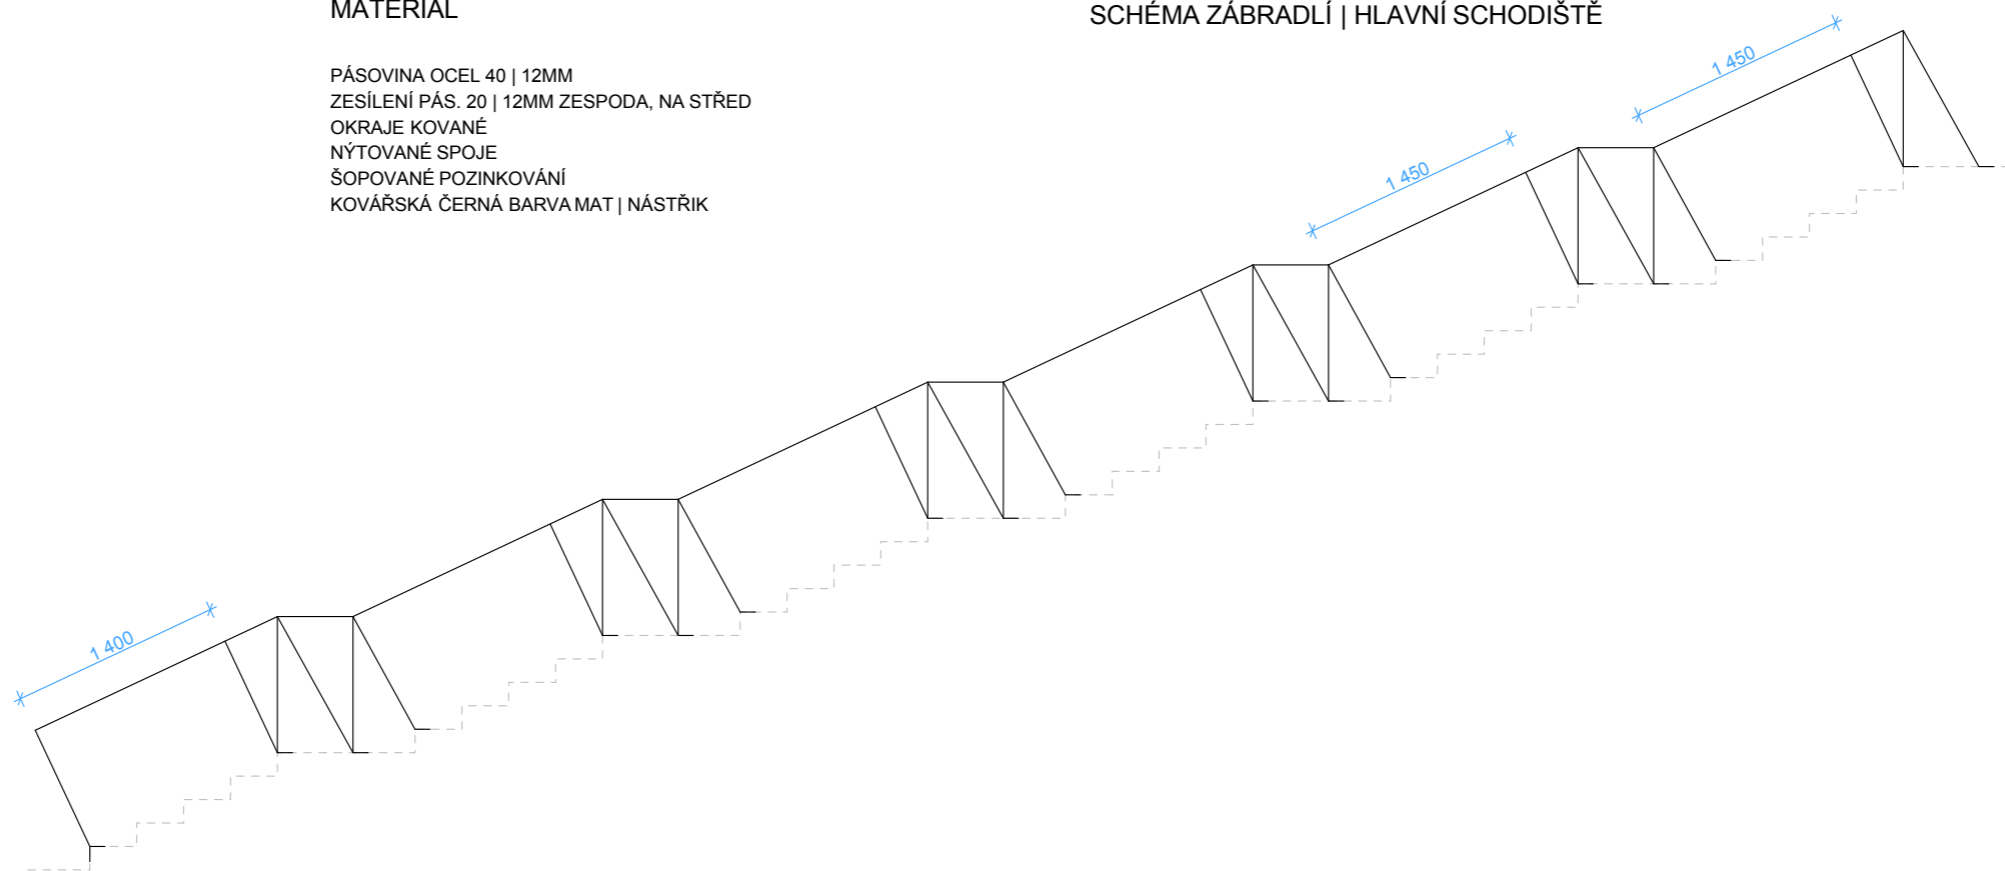 MATERIÁL
SCHÉMA ZÁBRADLÍ | HLAVNÍ SCHODIŠTĚ
PÁSOVINA OCEL 40 | 12MM
ZESÍLENÍ PÁS. 20 | 12MM ZESPODA, NA STŘED
OKRAJE KOVANÉ
NÝTOVANÉ SPOJE
ŠOPOVANÉ POZINKOVÁNÍ
KOVÁŘSKÁ ČERNÁ BARVA MAT | NÁSTŘIK
1 450
1 450
1 400